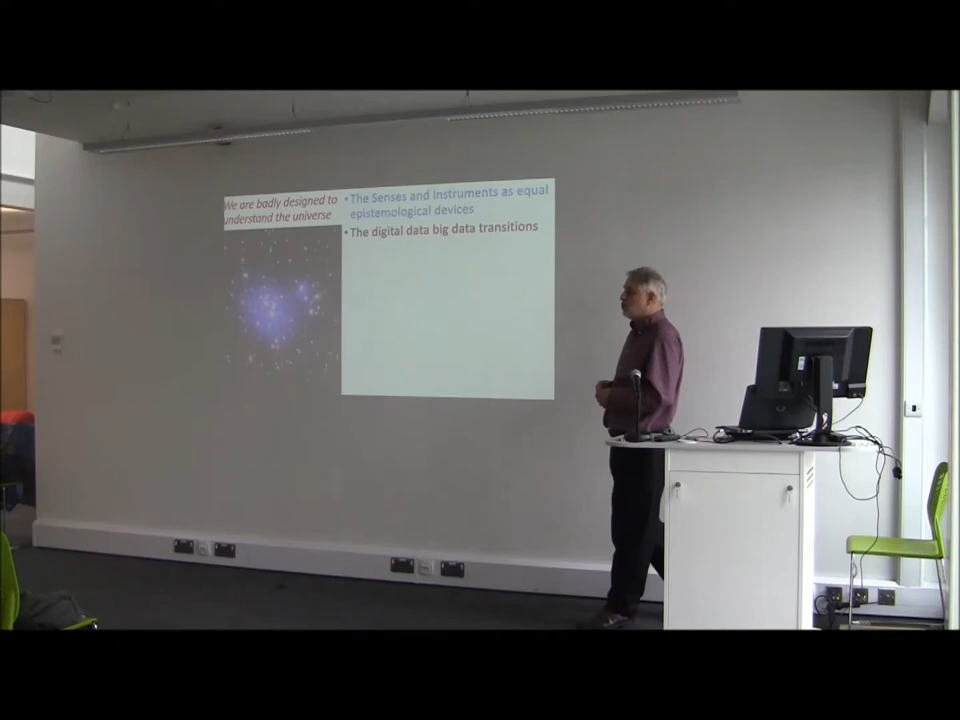 We are badly designed to
understand the universe
• The Senses and Instruments as equal
epistemological devices
• The digital data big data transitions